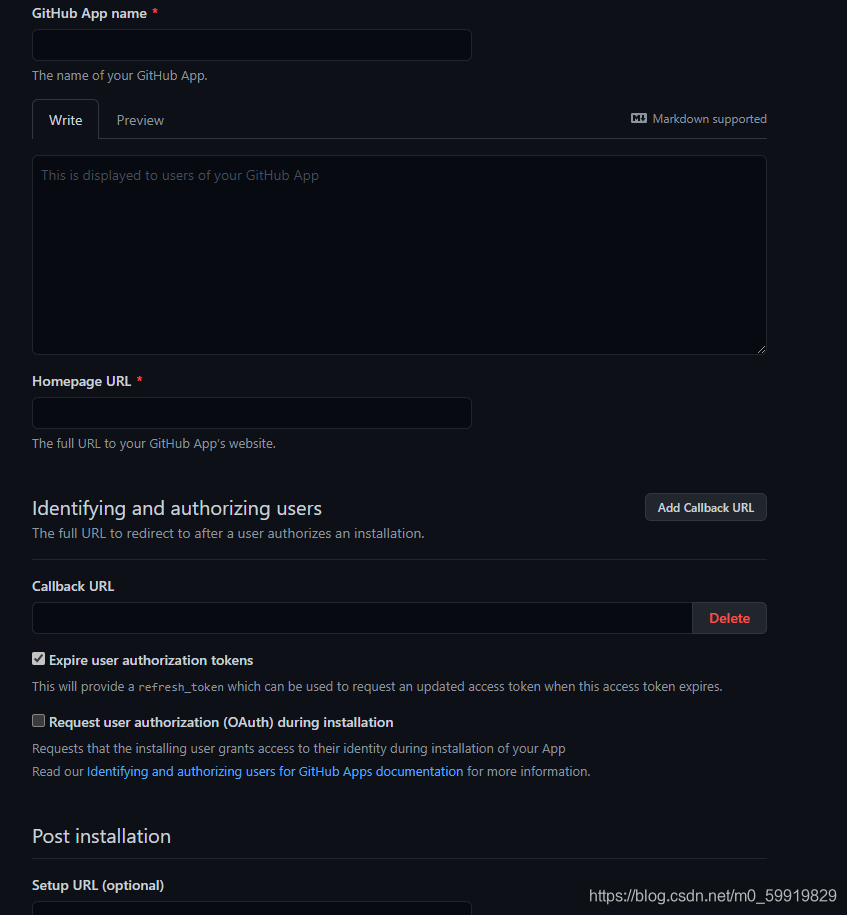 GitHub App name *
The name of your GitHub App.
Write Preview Markdown supported
This is displayed to users of your GitHub App
Homepage URL *
The full URL to your GitHub App's website.
Identifying and authorizing users Add Callback URL
The full URL to redirect to after a user authorizes an installation.
Callback URL
Delete
Expire user authorization tokens
This will provide a refresh_token which can be used to request an updated access token when this access token expires.
Request user authorization (OAuth) during installation
Requests that the installing user grants access to their identity during installation of your App
Read our Identifying and authorizing users for GitHub Apps documentation for more information.
Post installation
Setup URL (optional)
https://blog.csdn.net/m0_59919829